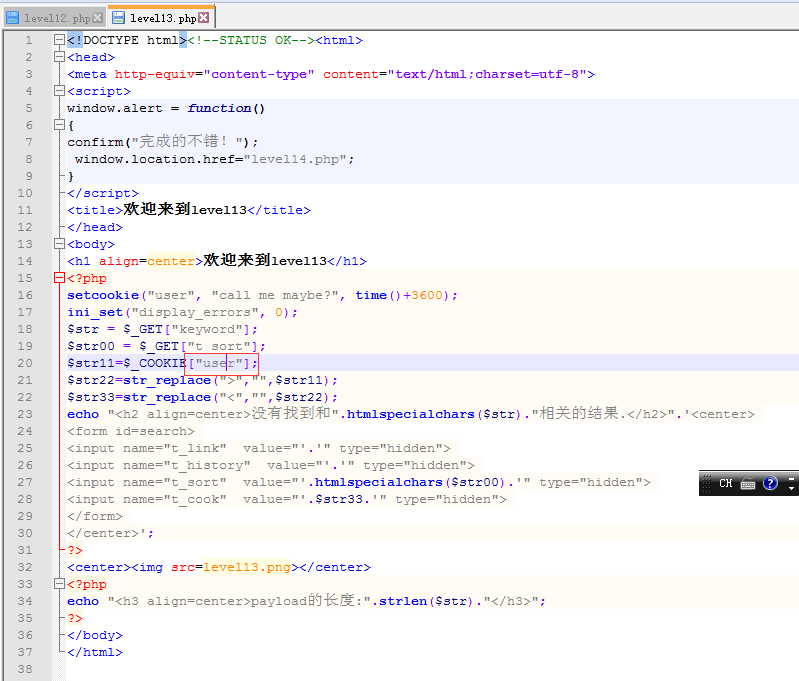 level12.php level13.php
1 <!DOCTYPE html><!--STATUS OK--><html>
2 <head>
3 <meta http-equiv="content-type" content="text/html;charset=utf-8">
4 <script>
5 window.alert = function()
6 {
7 confirm("完成的不错！");
8  window.location.href="level14.php";
9 }
10 </script>
11 <title>欢迎来到level13</title>
12 </head>
13 <body>
14 <h1 align=center>欢迎来到level13</h1>
15 <?php
16 setcookie("user", "call me maybe?", time()+3600);
17 ini_set("display_errors", 0);
18 $str = $_GET["keyword"];
19 $str00 = $_GET["t_sort"];
20 $str11=$_COOKIE["user"];
21 $str22=str_replace(">","",$str11);
22 $str33=str_replace("<","",$str22);
23 echo "<h2 align=center>没有找到和".htmlspecialchars($str)."相关的结果.</h2>".'<center>
24 <form id=search>
25 <input name="t_link"  value="'.'" type="hidden">
26 <input name="t_history"  value="'.'" type="hidden">
27 <input name="t_sort"  value="'.htmlspecialchars($str00).'" type="hidden">
28 <input name="t_cook"  value="'.$str33.'" type="hidden">
29 </form>
30 </center>';
31 ?>
32 <center><img src=level13.png></center>
33 <?php
34 echo "<h3 align=center>payload的长度:".strlen($str)."</h3>";
35 ?>
36 </body>
37 </html>
38
CH